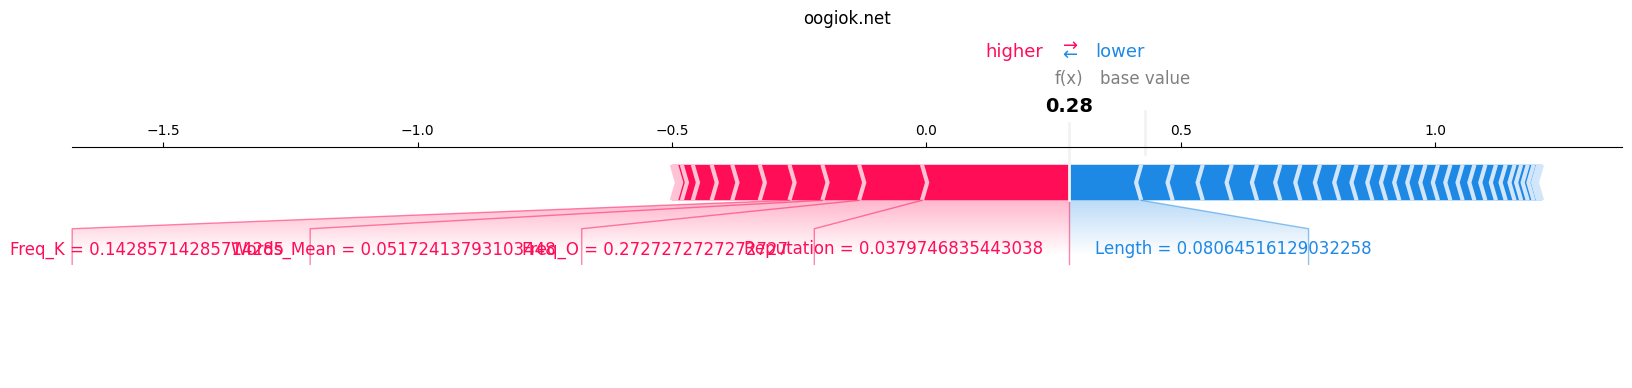 oogiok.net
higher ⇄ lower
f(x) base value
0.28
−1.5 −1.0 −0.5 0.0 0.5 1.0
Freq_K = 0.14285714285714285 Words_Mean = 0.05172413793103448 Freq_O = 0.2727272727272727 Reputation = 0.0379746835443038 Length = 0.08064516129032258